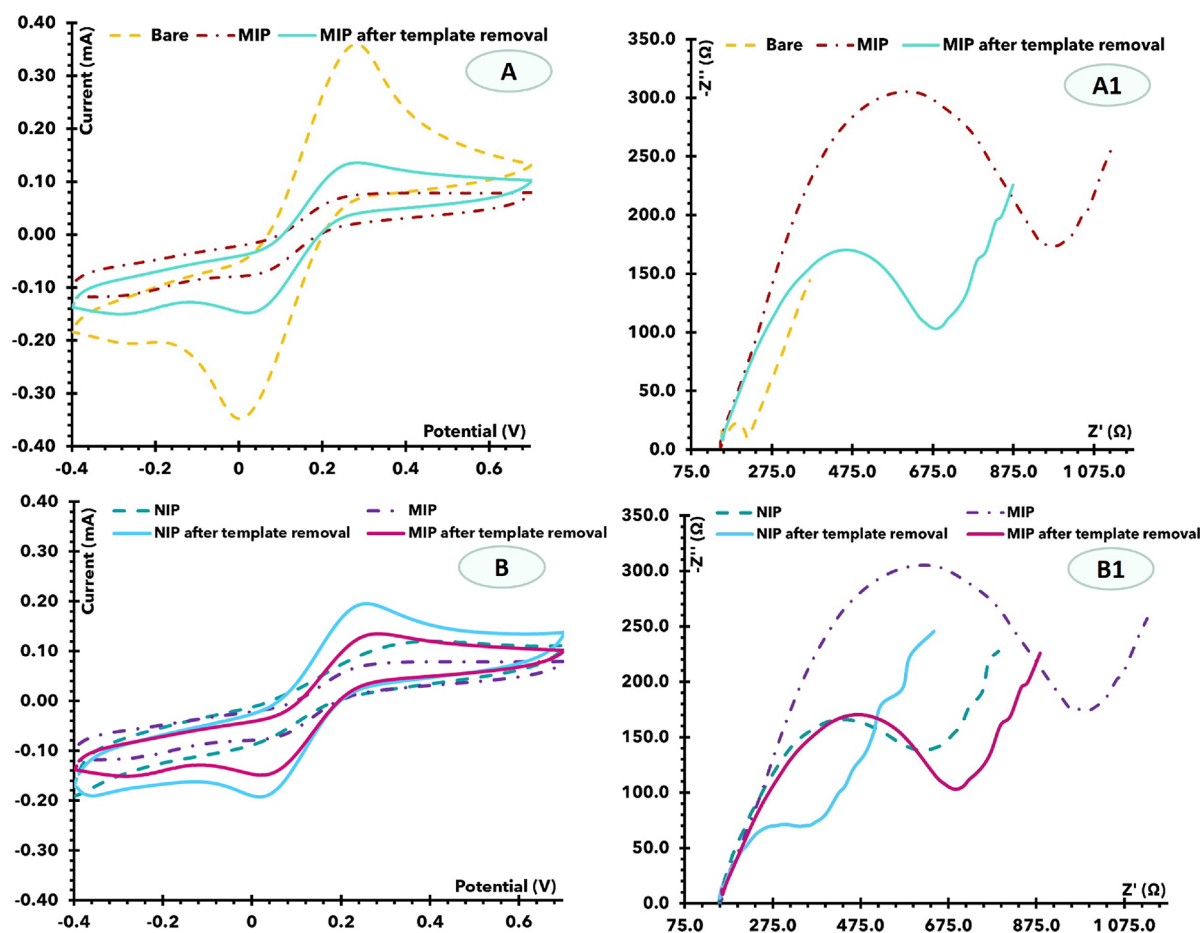 0.40
Bare MIP MIP after template removal
0.30
0.20
0.10
0.00
-0.10
-0.20
-0.30
-0.40
Current (mA)
A
Potential (V)
-0.4 -0.2 0 0.2 0.4 0.6
350.0
Bare MIP MIP after template removal
300.0
250.0
200.0
150.0
100.0
50.0
0.0
-Z'' (Ω)
A1
Z' (Ω)
75.0 275.0 475.0 675.0 875.0 1 075.0
0.40
NIP MIP
NIP after template removal MIP after template removal
0.30
0.20
0.10
0.00
-0.10
-0.20
-0.30
-0.40
Current (mA)
B
Potential (V)
-0.4 -0.2 0 0.2 0.4 0.6
350.0
NIP MIP
NIP after template removal MIP after template removal
300.0
250.0
200.0
150.0
100.0
50.0
0.0
-Z'' (Ω)
B1
Z' (Ω)
75.0 275.0 475.0 675.0 875.0 1 075.0